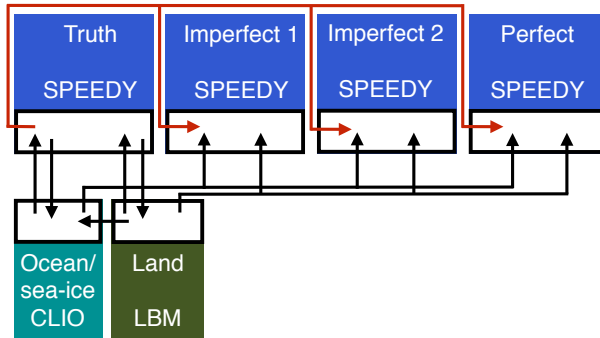 Truth
SPEEDY
Imperfect 1
SPEEDY
Imperfect 2
SPEEDY
Perfect
SPEEDY
Ocean/
sea-ice
CLIO
Land
LBM